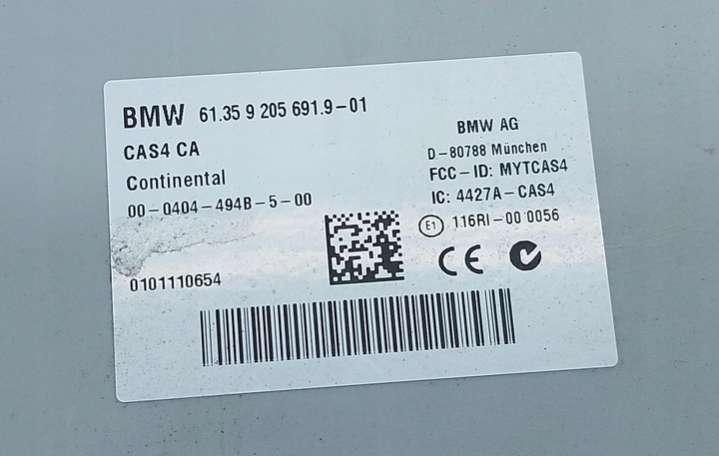 BMW 61.35 9 205 691.9-01
CAS4 CA
Continental
00-0404-494B-5-00
0101110654
BMW AG
D-80788 München
FCC-ID: MYTCAS4
IC: 4427A-CAS4
E1 116RI-00 0056
CE